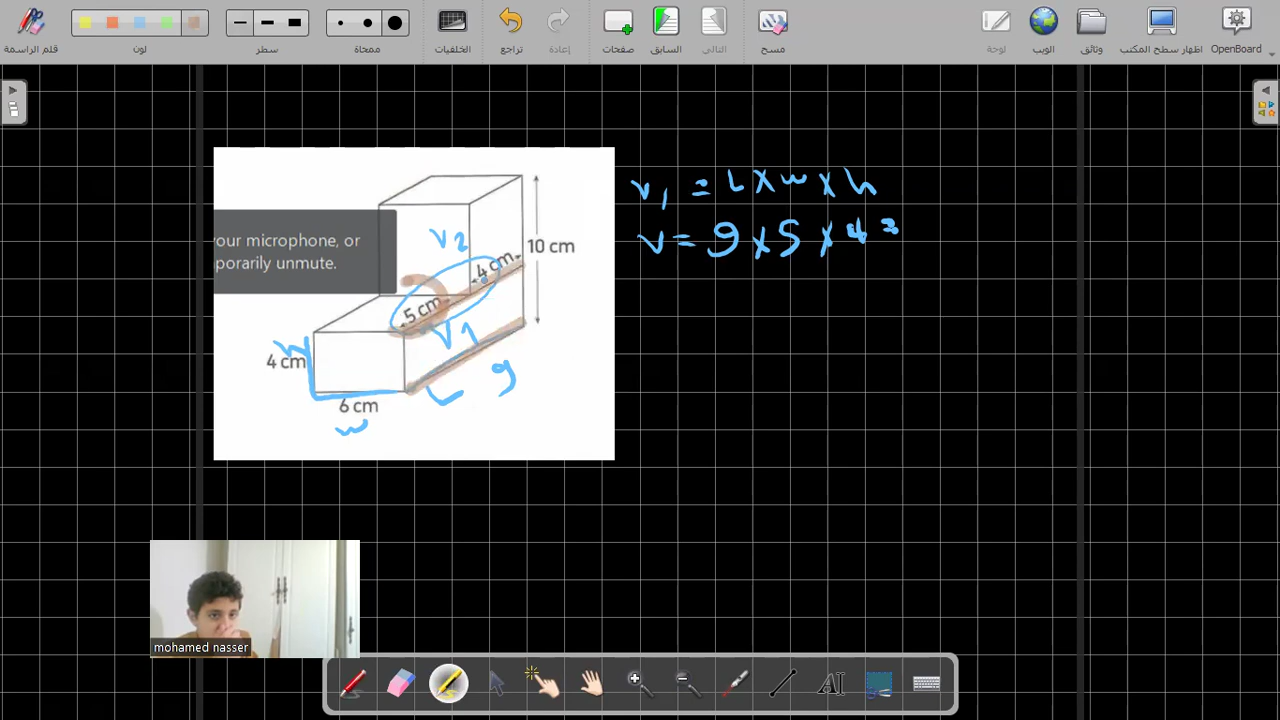 قلم الراسمة
لون
سطر
ممحاة
الخلفيات
تراجع
إعادة
صفحات
السابق
التالي
مسح
لوحة
الويب
وثائق
اظهار سطح المكتب
OpenBoard
your microphone, or
porarily unmute.
V2
10 cm
4 cm
5 cm
V1
4 cm
h
6 cm
w
L
9
V1 = L x w x h
V = 9 x 5 x 4 =
mohamed nasser
AI